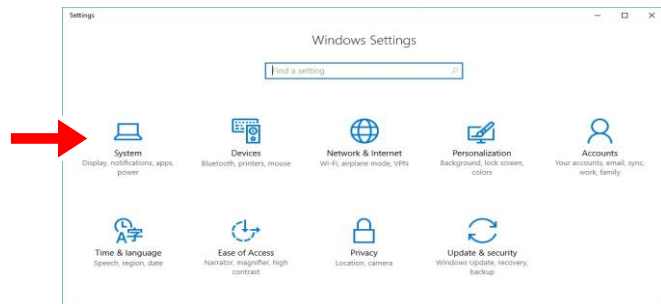 Settings
Windows Settings
Find a setting
System
Display, notifications, apps,
power
Devices
Bluetooth, printers, mouse
Network & Internet
Wi-Fi, airplane mode, VPN
Personalization
Background, lock screen,
colors
Accounts
Your accounts, email, sync,
work, family
Time & language
Speech, region, date
Ease of Access
Narrator, magnifier, high
contrast
Privacy
Location, camera
Update & security
Windows Update, recovery,
backup